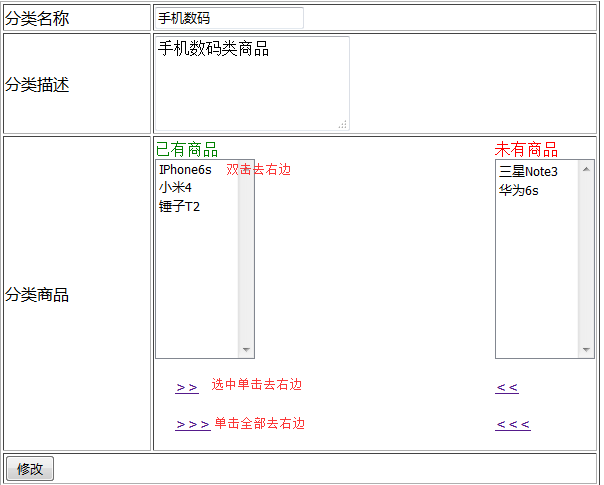 分类名称 手机数码
分类描述 手机数码类商品
已有商品 未有商品
分类商品
IPhone6s 双击去右边 三星Note3
小米4 华为6s
锤子T2
>> 选中单击去右边 <<
>>> 单击全部去右边 <<<
修改